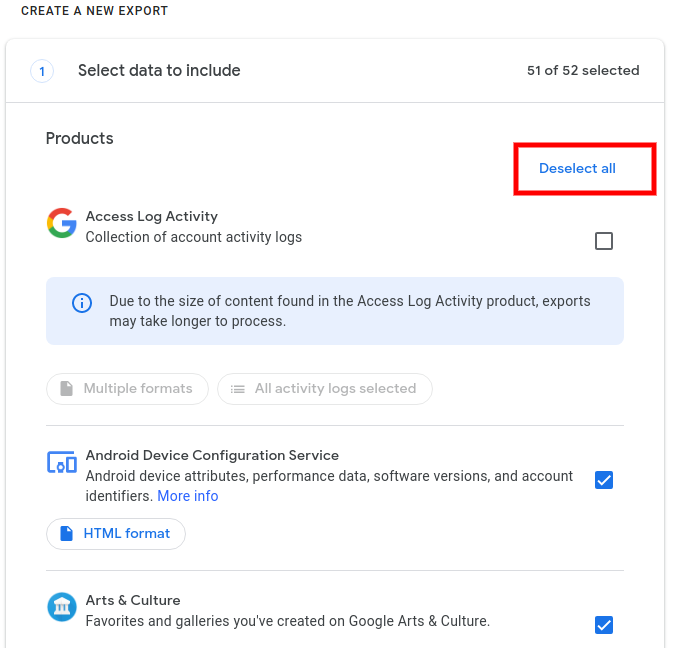 CREATE A NEW EXPORT
1
Select data to include
51 of 52 selected
Products
Deselect all
Access Log Activity
Collection of account activity logs
Due to the size of content found in the Access Log Activity product, exports
may take longer to process.
Multiple formats
All activity logs selected
Android Device Configuration Service
Android device attributes, performance data, software versions, and account
identifiers. More info
HTML format
Arts & Culture
Favorites and galleries you've created on Google Arts & Culture.